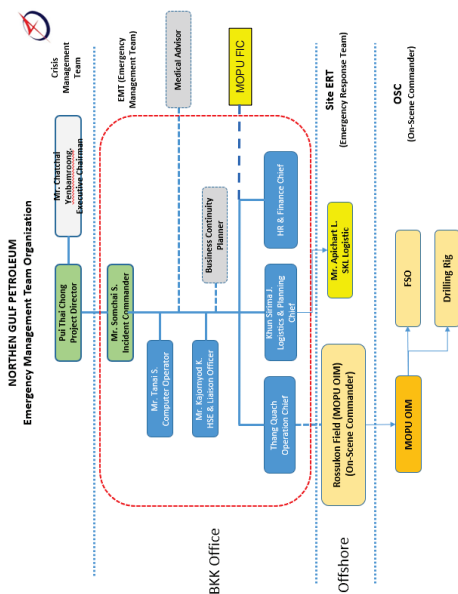 NORTHEN GULF PETROLEUM
Emergency Management Team Organization
Crisis
Management
Team
Pui Thai Chong
Project Director
Mr. Chatchai
Yenbamroong,
Executive Chairman
EMT (Emergency
Management Team)
Mr. Somchai S.
Incident Commander
Medical Advisor
Mr. Tanai S.
Computer Operator
Mr. Kajornyod K.
HSE & Liaison Officer
Business Continuity
Planner
MOPU FIC
Thang Quach
Operation Chief
Khun Sirima J.
Logistics & Planning
Chief
HR & Finance Chief
BKK Office
Site ERT
(Emergency Response Team)
Rossukon Field (MOPU OIM)
(On-Scene Commander)
Mr. Apichart L.
SKL Logistic
Offshore
OSC
(On-Scene Commander)
MOPU OIM
FSO
Drilling Rig